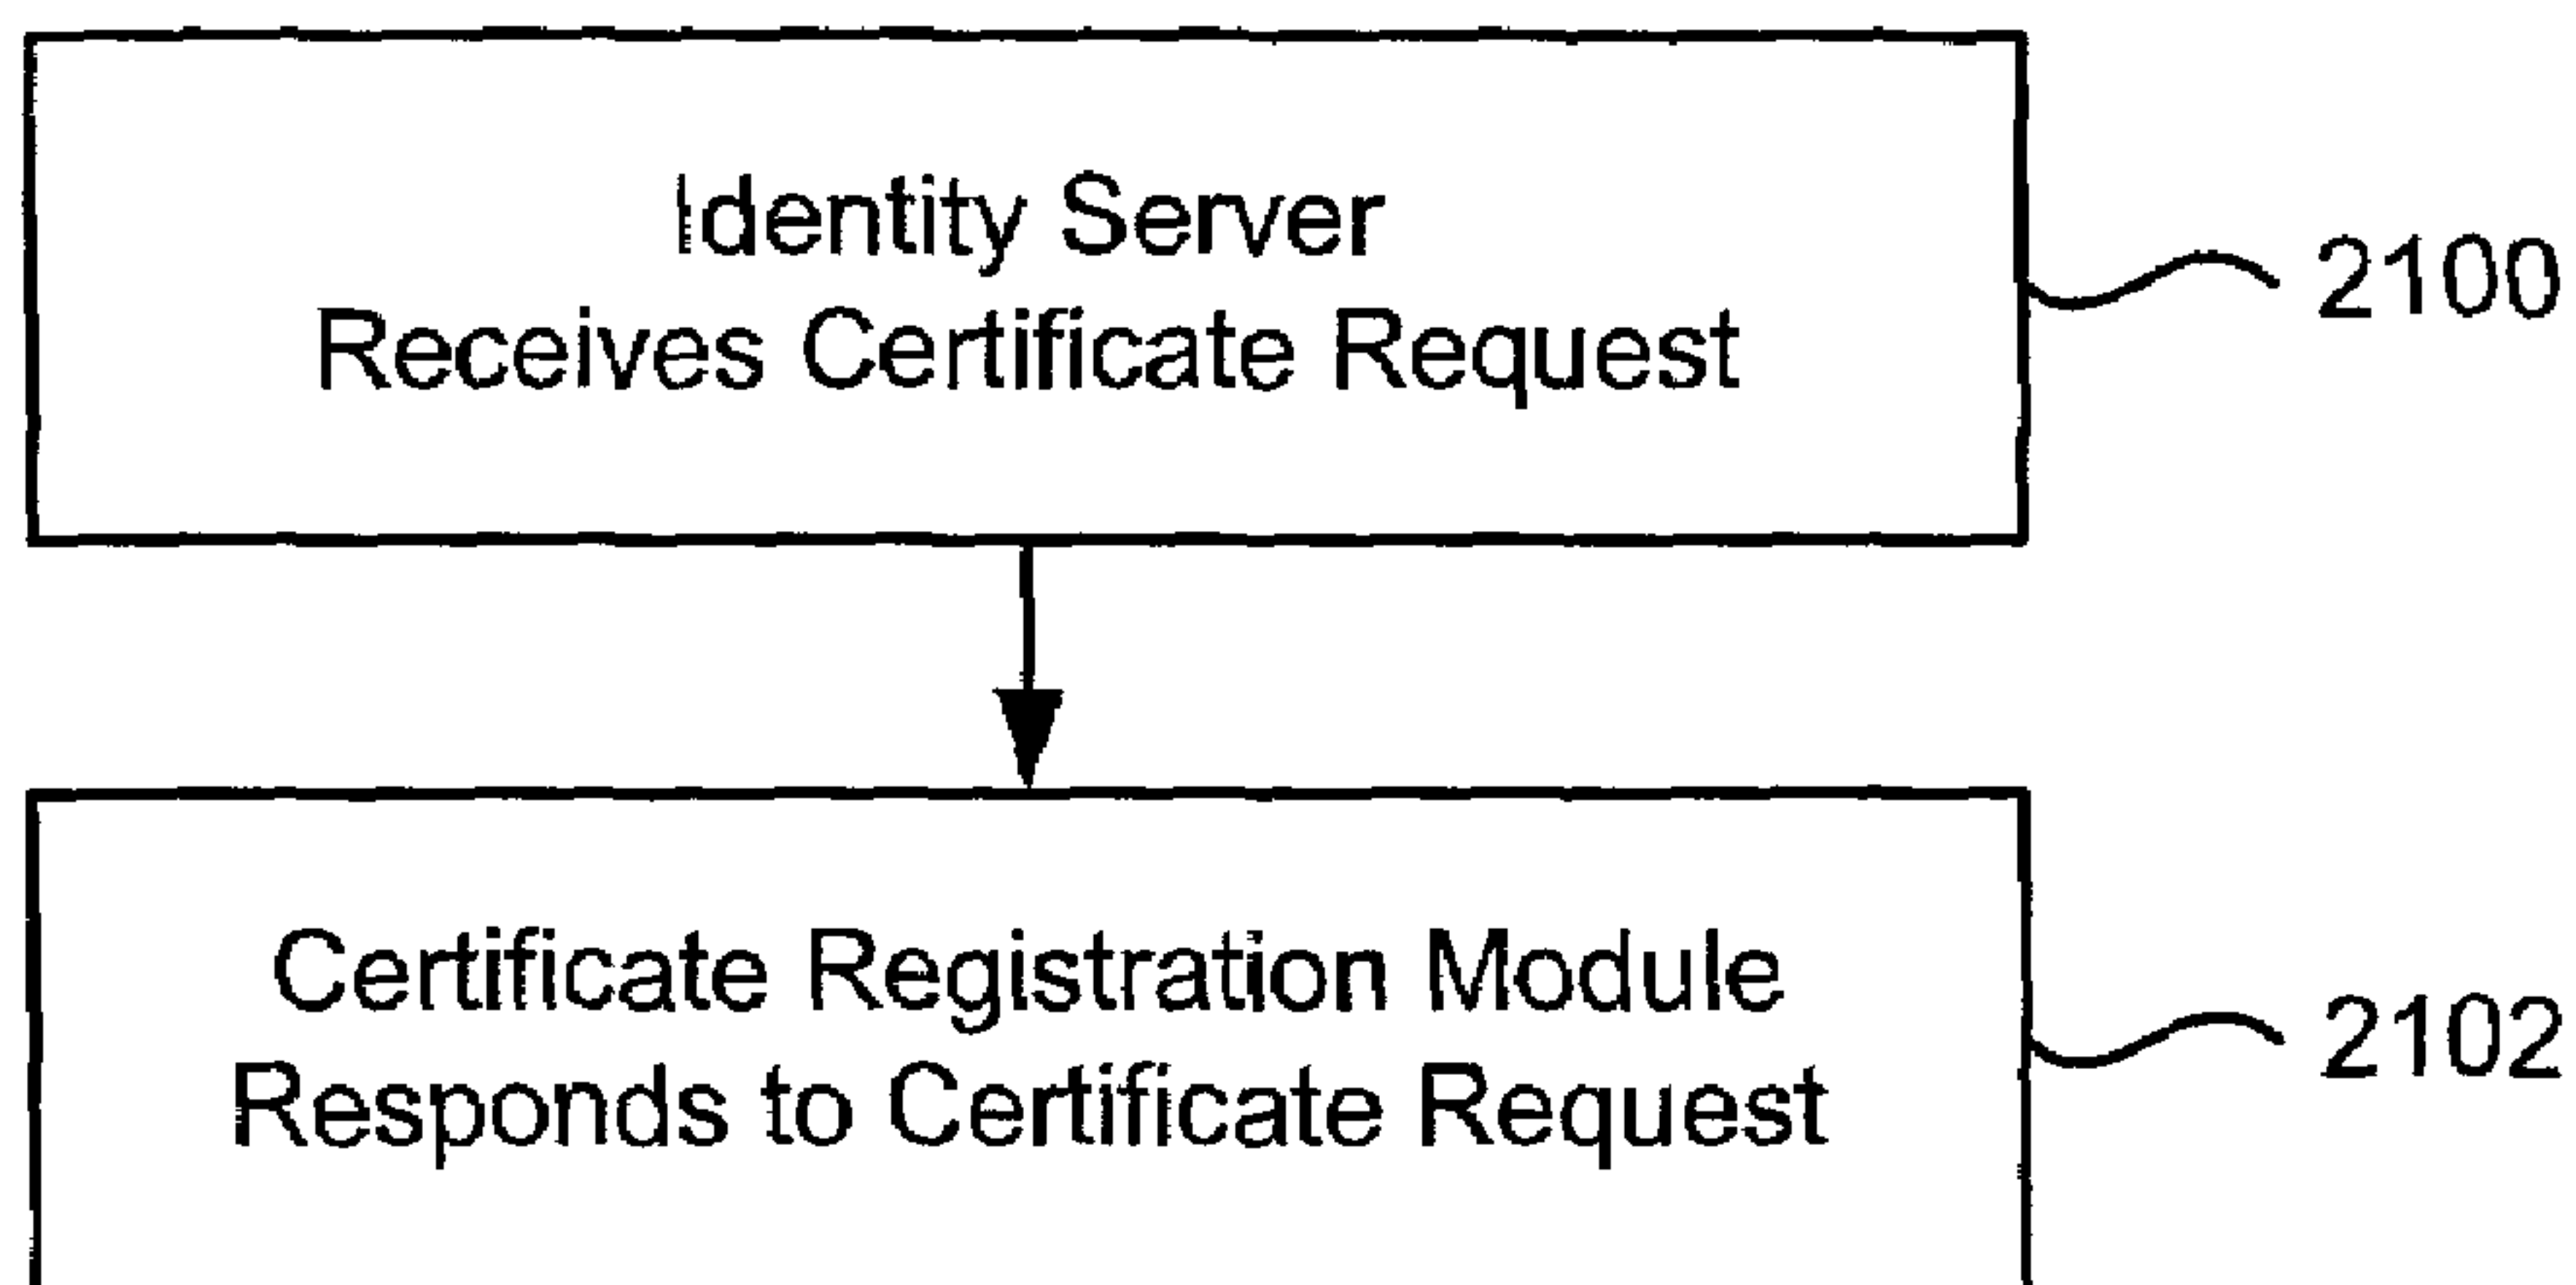 Identity Server
Receives Certificate Request
2100
Certificate Registration Module
Responds to Certificate Request
2102